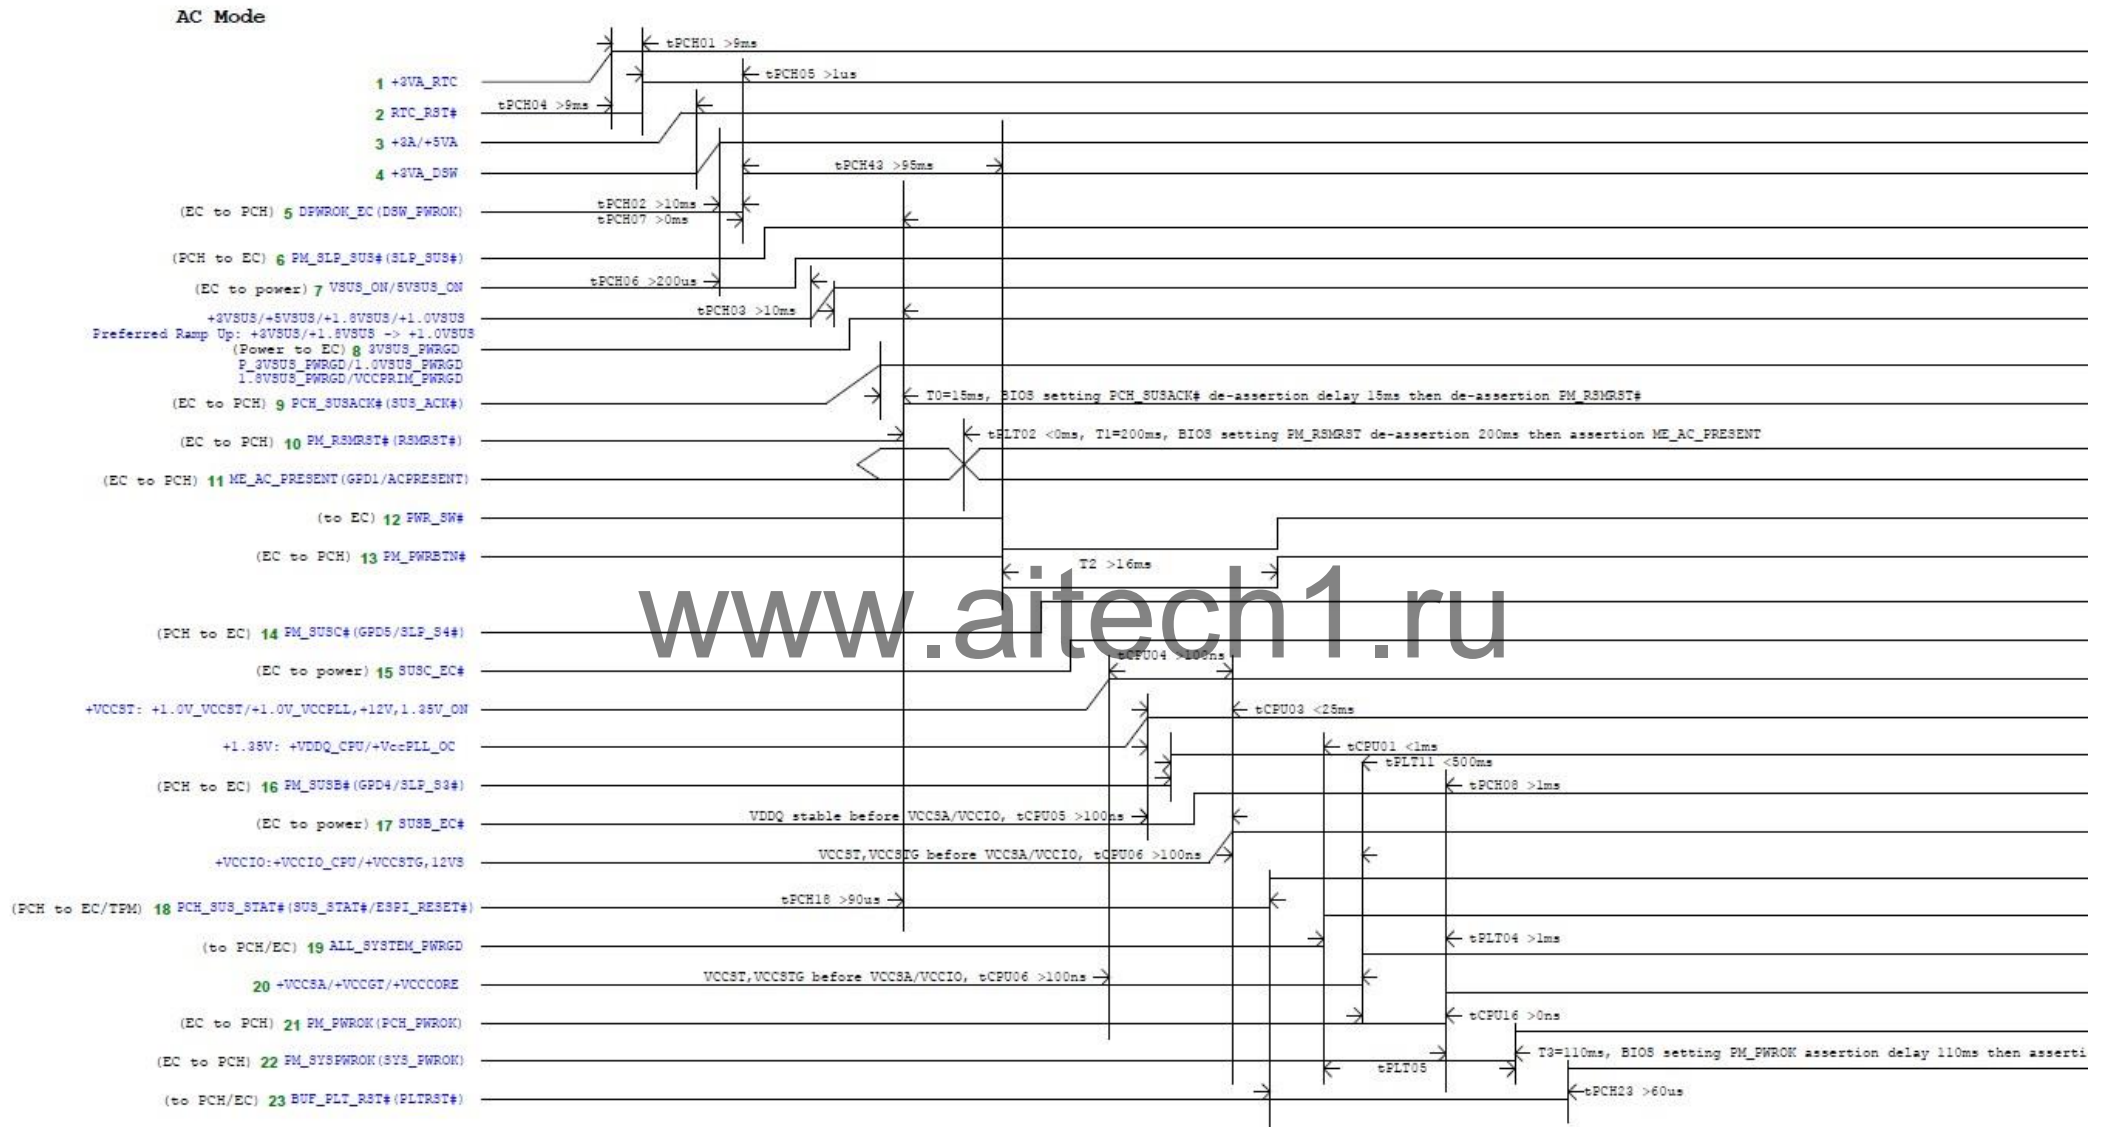 AC Mode
tPCH01 >9ms
tPCH05 >1us
1 +3VA_RTC
tPCH04 >9ms
2 RTC_RST#
3 +3A/+5VA
tPCH43 >95ms
4 +3VA_DSW
tPCH02 >10ms
(EC to PCH) 5 DPWROK_EC(DSW_PWROK)
tPCH07 >0ms
(PCH to EC) 6 PM_SLP_SUS#(SLP_SUS#)
tPCH06 >200us
(EC to power) 7 VSUS_ON/5VSUS_ON
tPCH03 >10ms
+3VSUS/+5VSUS/+1.8VSUS/+1.0VSUS
Preferred Ramp Up: +3VSUS/+1.8VSUS -> +1.0VSUS
(Power to EC) 8 3VSUS_PWRGD
P_3VSUS_PWRGD/1.0VSUS_PWRGD
1.8VSUS_PWRGD/VCCPRIM_PWRGD
(EC to PCH) 9 PCH_SUSACK#(SUS_ACK#)
T0=15ms, BIOS setting PCH_SUSACK# de-assertion delay 15ms then de-assertion PM_RSMRST#
(EC to PCH) 10 PM_RSMRST#(RSMRST#)
tPLT02 <0ms, T1=200ms, BIOS setting PM_RSMRST de-assertion 200ms then assertion ME_AC_PRESENT
(EC to PCH) 11 ME_AC_PRESENT(GPD1/ACPRESENT)
(to EC) 12 PWR_SW#
(EC to PCH) 13 PM_PWRBTN#
T2 >16ms
www.aitech1.ru
(PCH to EC) 14 PM_SUSC#(GPD5/SLP_S4#)
tCPU04 >100ns
(EC to power) 15 SUSC_EC#
+VCCST: +1.0V_VCCST/+1.0V_VCCPLL,+12V,1.35V_ON
tCPU03 <25ms
+1.35V: +VDDQ_CPU/+VccPLL_OC
tCPU01 <1ms
tPLT11 <500ms
(PCH to EC) 16 PM_SUSB#(GPD4/SLP_S3#)
tPCH08 >1ms
VDDQ stable before VCCSA/VCCIO, tCPU05 >100ns
(EC to power) 17 SUSB_EC#
VCCST,VCCSTG before VCCSA/VCCIO, tCPU06 >100ns
+VCCIO:+VCCIO_CPU/+VCCSTG,12VS
tPCH18 >90us
(PCH to EC/TPM) 18 PCH_SUS_STAT#(SUS_STAT#/ESPI_RESET#)
(to PCH/EC) 19 ALL_SYSTEM_PWRGD
tPLT04 >1ms
VCCST,VCCSTG before VCCSA/VCCIO, tCPU06 >100ns
20 +VCCSA/+VCCGT/+VCCCORE
(EC to PCH) 21 PM_PWROK(PCH_PWROK)
tCPU16 >0ns
T3=110ms, BIOS setting PM_PWROK assertion delay 110ms then asserti
(EC to PCH) 22 PM_SYSPWROK(SYS_PWROK)
tPLT05
tPCH23 >60us
(to PCH/EC) 23 BUF_PLT_RST#(PLTRST#)